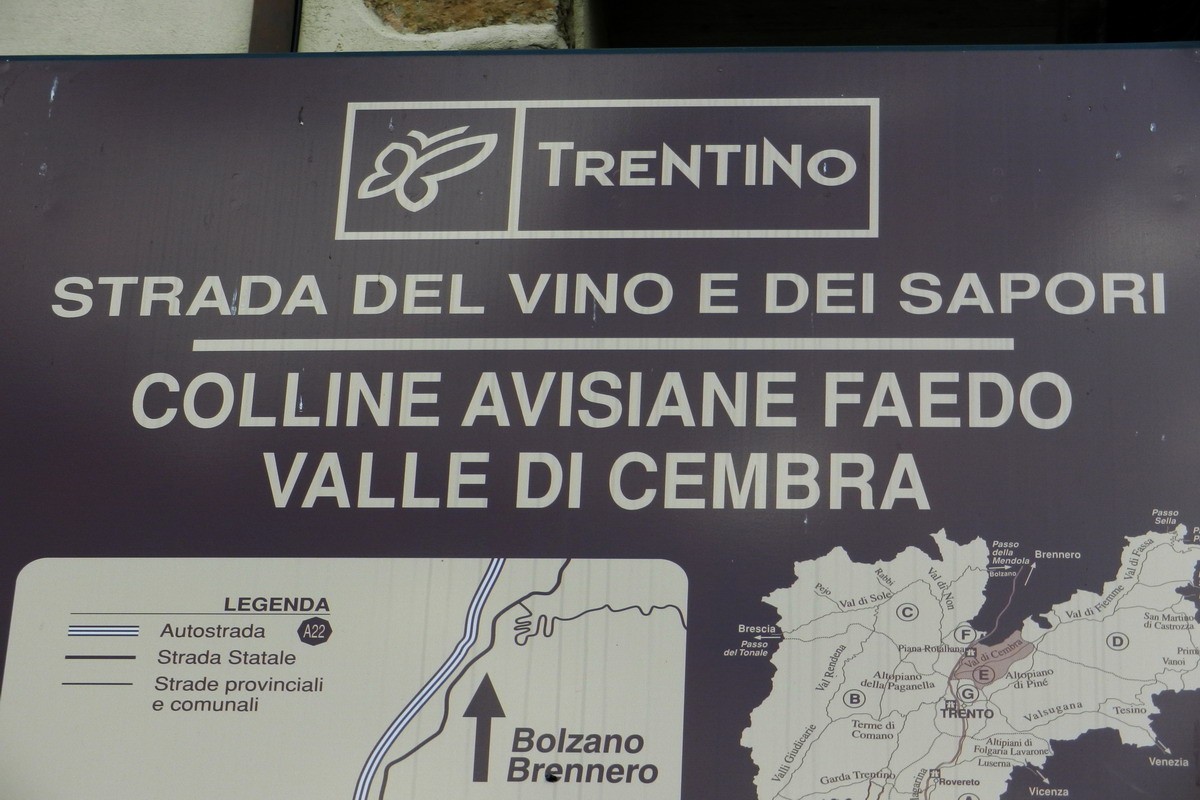 TRENTINO
STRADA DEL VINO E DEI SAPORI
COLLINE AVISIANE FAEDO
VALLE DI CEMBRA
LEGENDA
Autostrada A22
Strada Statale
Strade provinciali
e comunali
Bolzano
Brennero
Passo
Sella
Passo
della
Mendola
Bolzano
Brennero
Val di Fassa
Pejo
Rabbi
Val di Sole
Val di Non
Val di Fiemme
San Martino
di Castrozza
C
D
F
Brescia
Passo
del Tonale
Piana Rotaliana
Val di Cembra
E
Vanoi
Val Rendena
Altopiano
della Paganella
Altopiano
di Piné
B
G
TRENTO
Valsugana
Tesino
Terme di
Comano
Valli Giudicarie
Altipiani di
Folgaria Lavarone
Luserna
Venezia
Garda Trentino
Rovereto
Vicenza